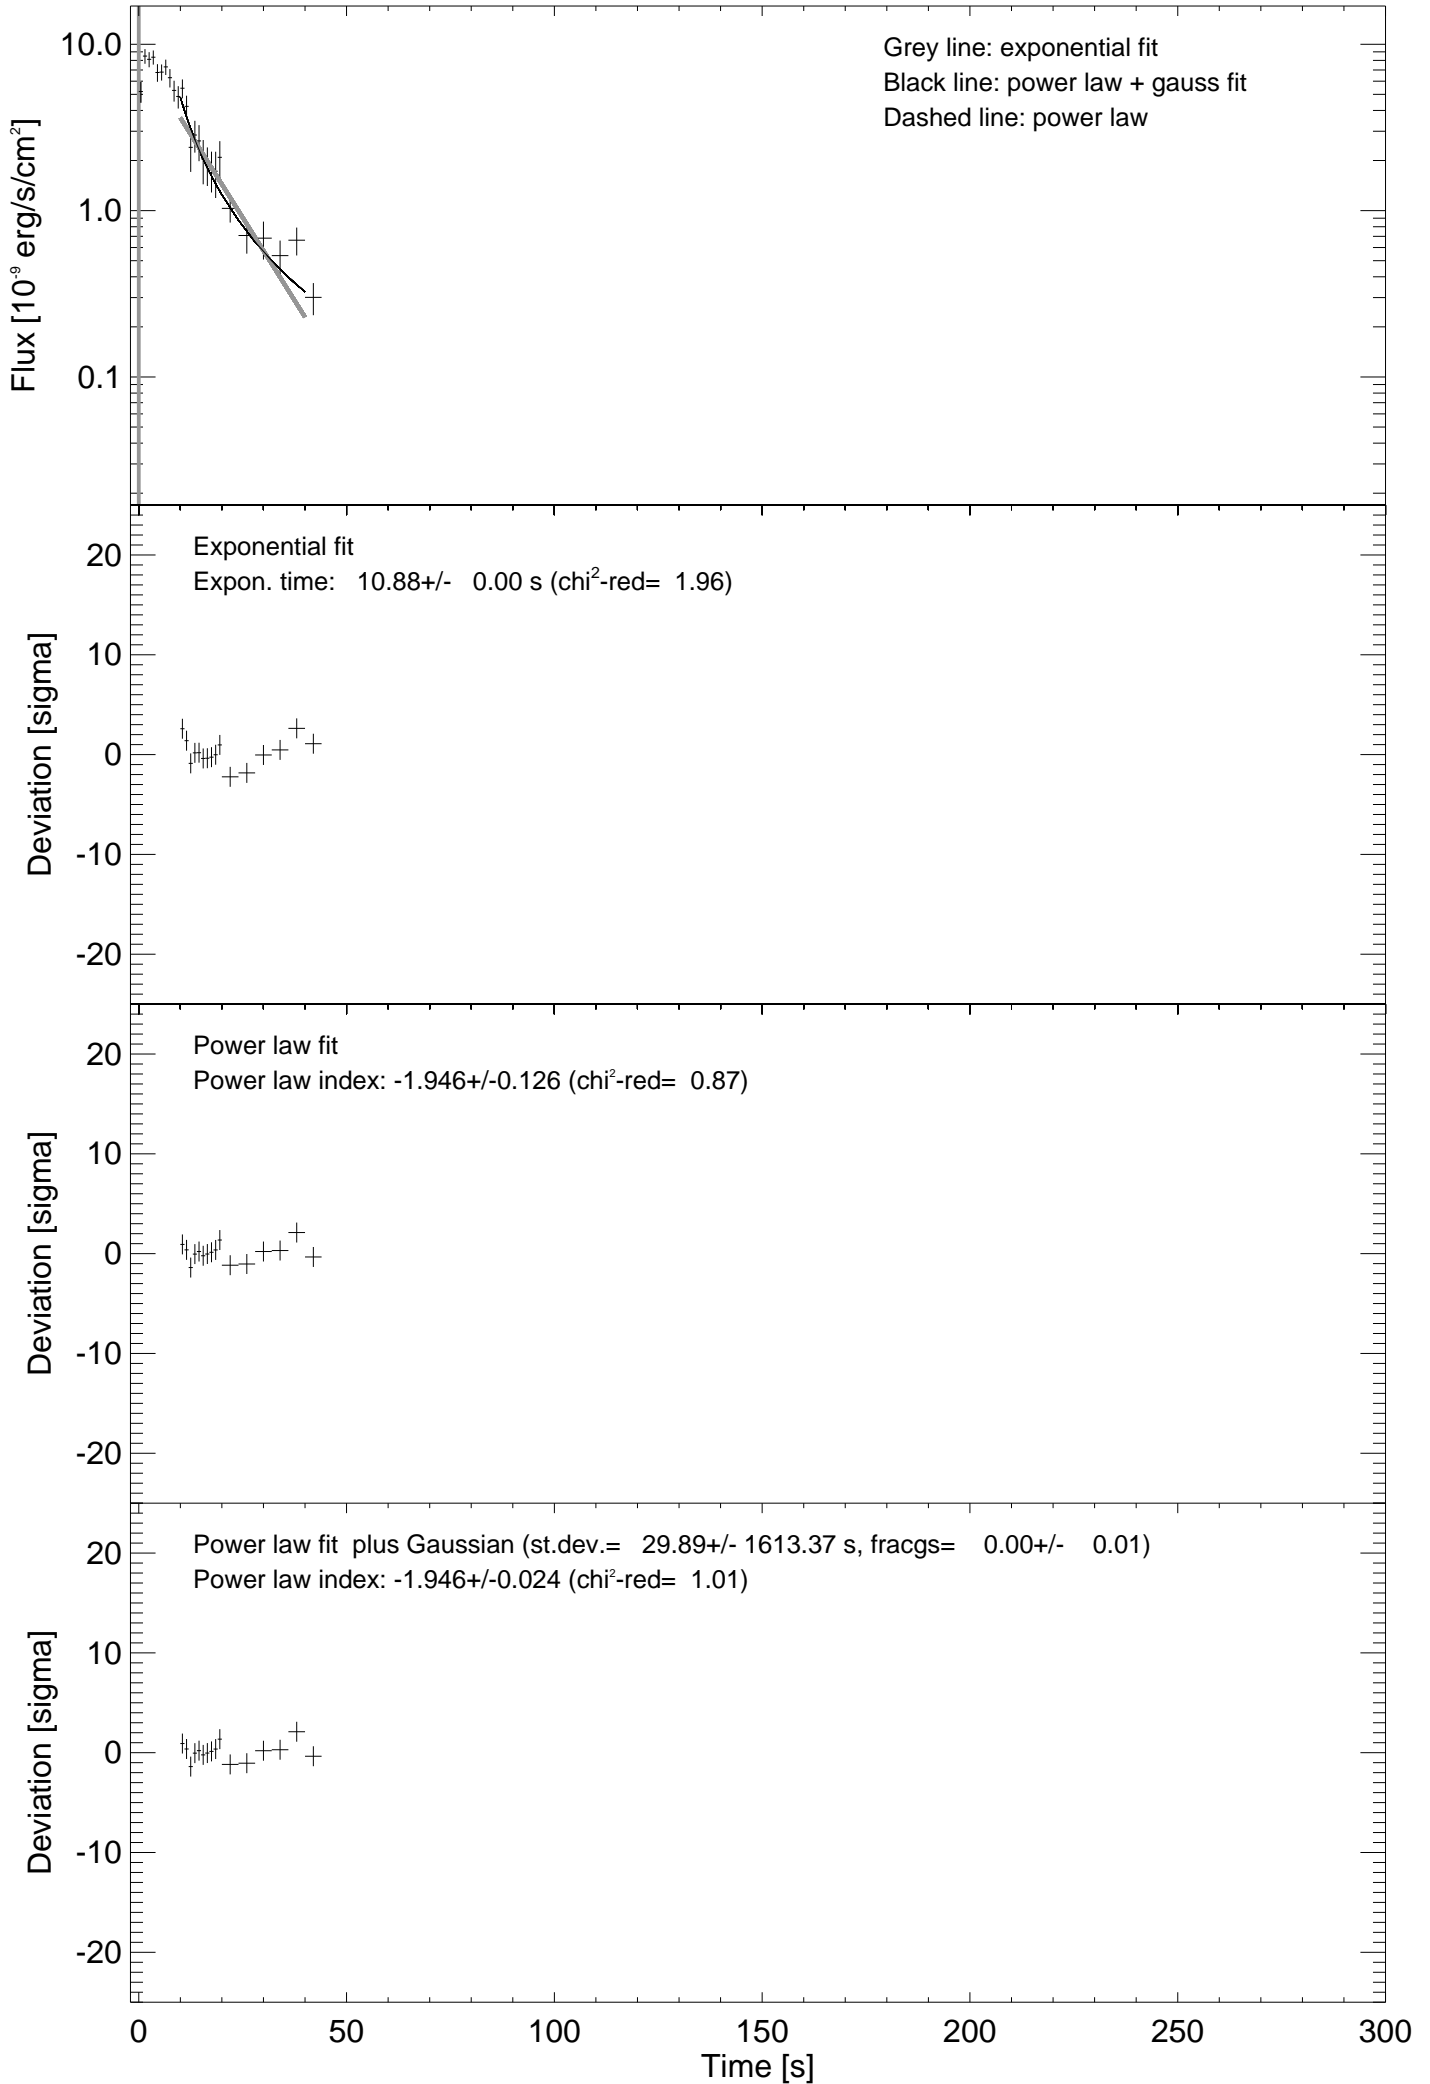 10.0
1.0
0.1
Flux [10⁻⁹ erg/s/cm²]
Grey line: exponential fit
Black line: power law + gauss fit
Dashed line: power law
20
10
0
-10
-20
Deviation [sigma]
Exponential fit
Expon. time:   10.88+/-   0.00 s (chi²-red=  1.96)
20
10
0
-10
-20
Deviation [sigma]
Power law fit
Power law index: -1.946+/-0.126 (chi²-red=  0.87)
20
10
0
-10
-20
Deviation [sigma]
Power law fit  plus Gaussian (st.dev.=   29.89+/- 1613.37 s, fracgs=    0.00+/-    0.01)
Power law index: -1.946+/-0.024 (chi²-red=  1.01)
0 50 100 150 200 250 300
Time [s]